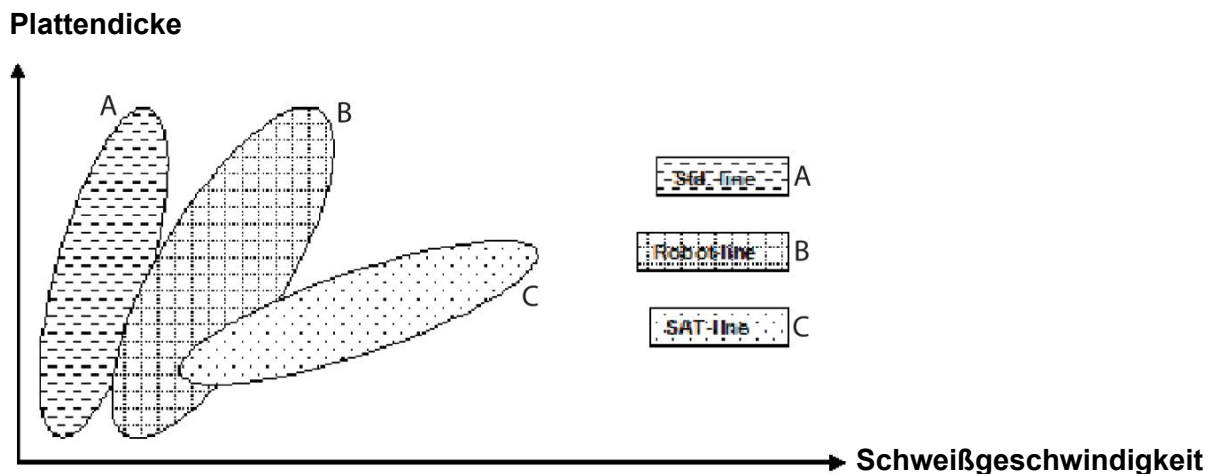 Plattendicke
A
B
C
Std.-line A
Robot-line B
SAT-line C
Schweißgeschwindigkeit